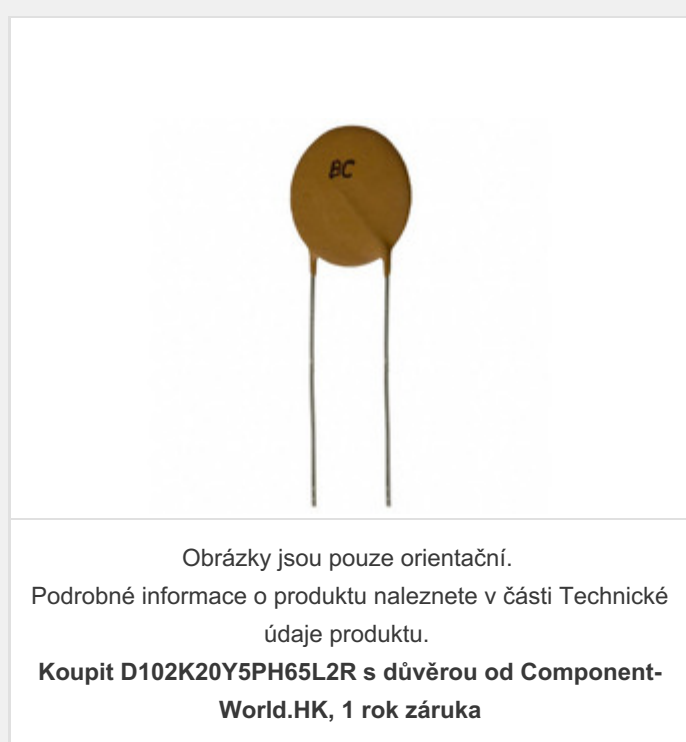 BC
Obrázky jsou pouze orientační.
Podrobné informace o produktu naleznete v části Technické
údaje produktu.
Koupit D102K20Y5PH65L2R s důvěrou od Component-
World.HK, 1 rok záruka